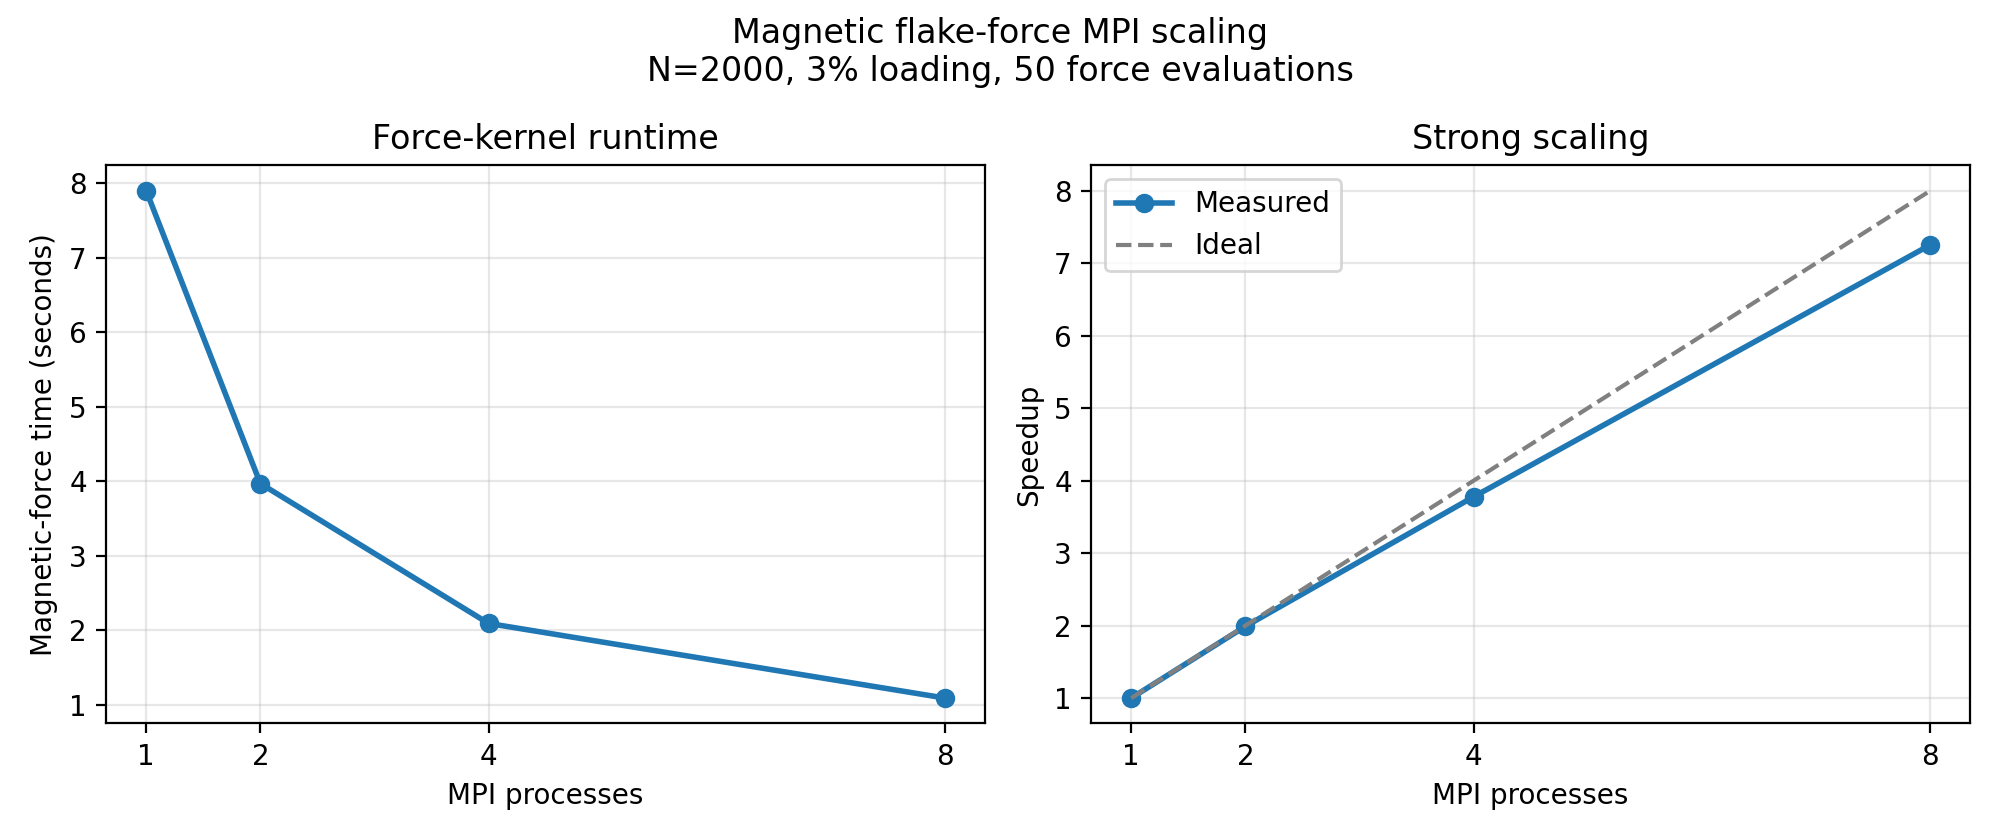 Magnetic flake-force MPI scaling
N=2000, 3% loading, 50 force evaluations
Force-kernel runtime
Magnetic-force time (seconds)
8
7
6
5
4
3
2
1
1 2 4 8
MPI processes
Strong scaling
Measured
Ideal
Speedup
8
7
6
5
4
3
2
1
1 2 4 8
MPI processes